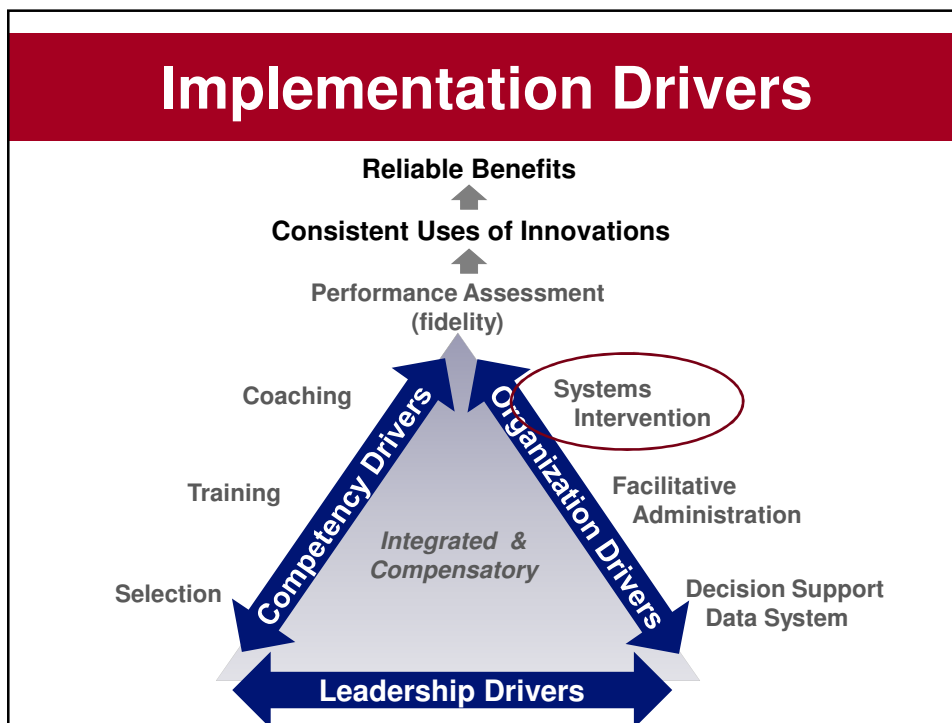 Implementation Drivers
Reliable Benefits
Consistent Uses of Innovations
Performance Assessment
(fidelity)
Coaching
Training
Selection
Competency Drivers
Integrated &
Compensatory
Organization Drivers
Systems
Intervention
Facilitative
Administration
Decision Support
Data System
Leadership Drivers